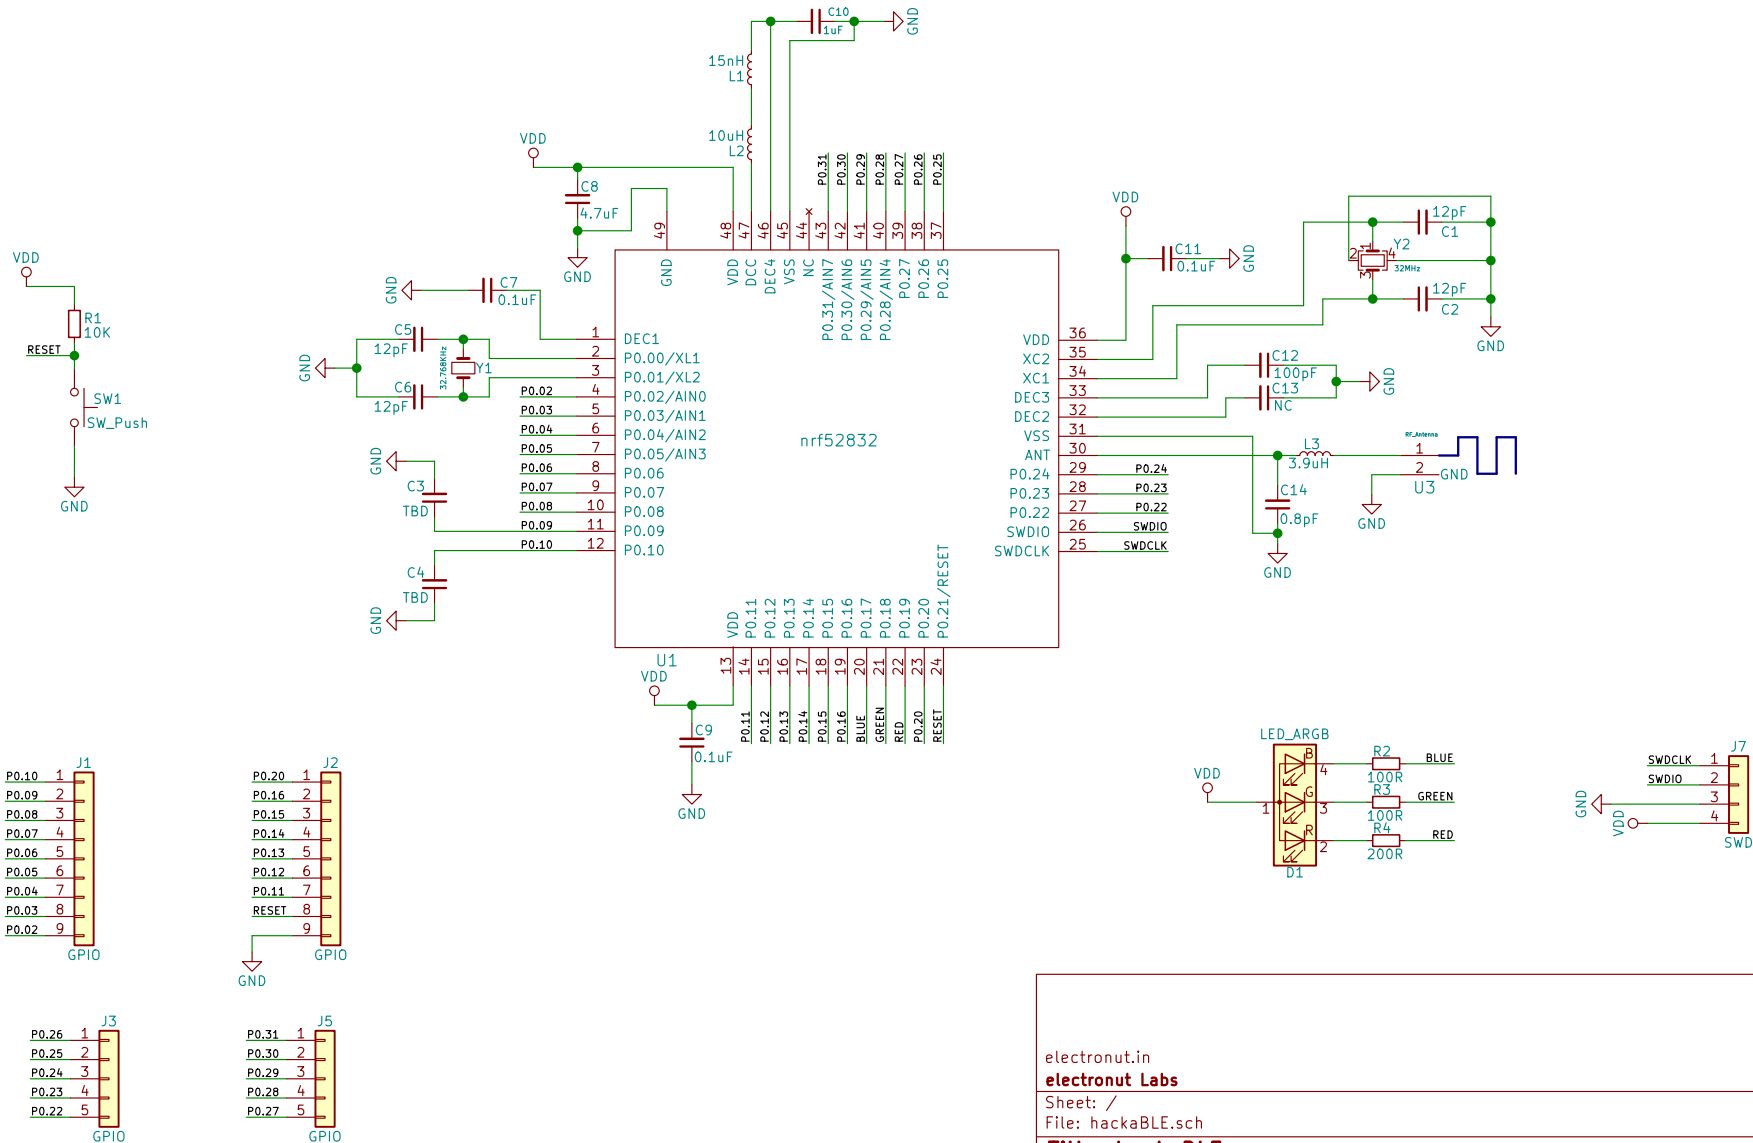 C10
1uF
GND
15nH
L1
10uH
L2
VDD
C8
4.7uF
GND
P0.31
P0.30
P0.29
P0.28
P0.27
P0.26
P0.25
49
48
47
46
45
44
43
42
41
40
39
38
37
GND
VDD
DCC
DEC4
VSS
NC
P0.31/AIN7
P0.30/AIN6
P0.29/AIN5
P0.28/AIN4
P0.27
P0.26
P0.25
VDD
C11
0.1uF
GND
12pF
C1
Y2
32MHz
1
2
3
4
12pF
C2
GND
VDD
R1
10K
RESET
SW1
SW_Push
GND
GND
C7
0.1uF
C5
12pF
GND
32.768KHz
Y1
C6
12pF
P0.02
P0.03
P0.04
P0.05
P0.06
P0.07
P0.08
P0.09
P0.10
GND
C3
TBD
C4
TBD
GND
1 DEC1
2 P0.00/XL1
3 P0.01/XL2
4 P0.02/AIN0
5 P0.03/AIN1
6 P0.04/AIN2
7 P0.05/AIN3
8 P0.06
9 P0.07
10 P0.08
11 P0.09
12 P0.10
nrf52832
VDD 36
XC2 35
XC1 34
DEC3 33
DEC2 32
VSS 31
ANT 30
P0.24 29 P0.24
P0.23 28 P0.23
P0.22 27 P0.22
SWDIO 26 SWDIO
SWDCLK 25 SWDCLK
C12
100pF
C13
NC
GND
L3
3.9uH
C14
0.8pF
GND
RF_Antenna
1
2 GND
U3
GND
VDD
P0.11
P0.12
P0.13
P0.14
P0.15
P0.16
P0.17
P0.18
P0.19
P0.20
P0.21/RESET
U1
13
14
15
16
17
18
19
20
21
22
23
24
VDD
C9
0.1uF
GND
P0.11
P0.12
P0.13
P0.14
P0.15
P0.16
BLUE
GREEN
RED
P0.20
RESET
J1
P0.10 1
P0.09 2
P0.08 3
P0.07 4
P0.06 5
P0.05 6
P0.04 7
P0.03 8
P0.02 9
GPIO
J2
P0.20 1
P0.16 2
P0.15 3
P0.14 4
P0.13 5
P0.12 6
P0.11 7
RESET 8
9
GND
GPIO
LED_ARGB
VDD
1
B
4
G
3
R
2
D1
R2
100R
BLUE
R3
100R
GREEN
R4
200R
RED
J7
SWDCLK 1
SWDIO 2
GND 3
VDD 4
SWD
J3
P0.26 1
P0.25 2
P0.24 3
P0.23 4
P0.22 5
GPIO
J5
P0.31 1
P0.30 2
P0.29 3
P0.28 4
P0.27 5
GPIO
electronut.in
electronut Labs
Sheet: /
File: hackaBLE.sch